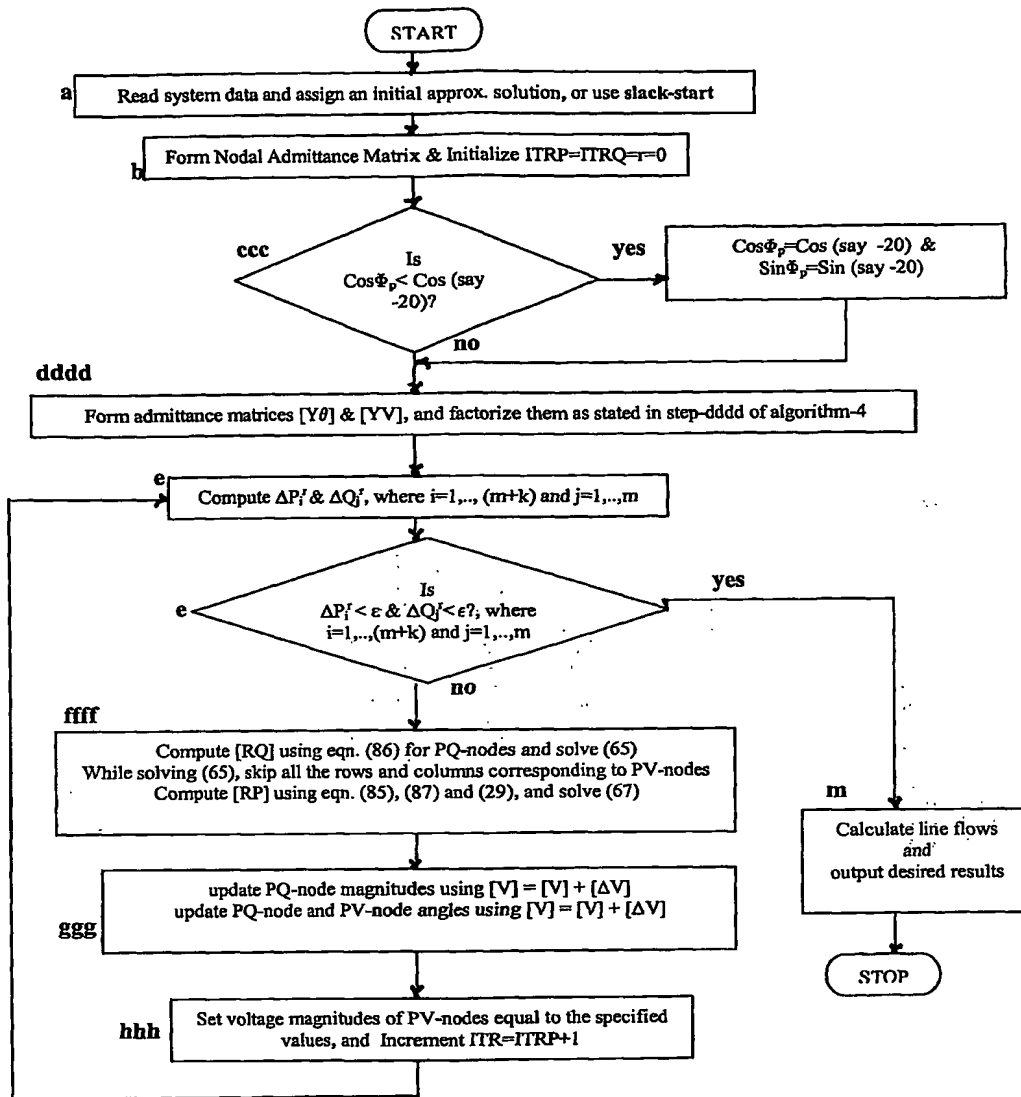 START
a
Read system data and assign an initial approx. solution, or use slack-start
b
Form Nodal Admittance Matrix & Initialize ITRP=ITRQ=r=0
ccc
Is
CosΦp< Cos (say
-20)?
yes
CosΦp=Cos (say -20) &
SinΦp=Sin (say -20)
no
dddd
Form admittance matrices [Yθ] & [YV], and factorize them as stated in step-dddd of algorithm-4
e
Compute ΔPiʳ & ΔQjʳ, where i=1,.., (m+k) and j=1,..,m
e
Is
ΔPiʳ < ε & ΔQjʳ < ϵ?, where
i=1,..,(m+k) and j=1,..,m
yes
no
ffff
Compute [RQ] using eqn. (86) for PQ-nodes and solve (65)
While solving (65), skip all the rows and columns corresponding to PV-nodes
Compute [RP] using eqn. (85), (87) and (29), and solve (67)
m
Calculate line flows
and
output desired results
ggg
update PQ-node magnitudes using [V] = [V] + [ΔV]
update PQ-node and PV-node angles using [V] = [V] + [ΔV]
STOP
hhh
Set voltage magnitudes of PV-nodes equal to the specified
values, and Increment ITR=ITRP+1